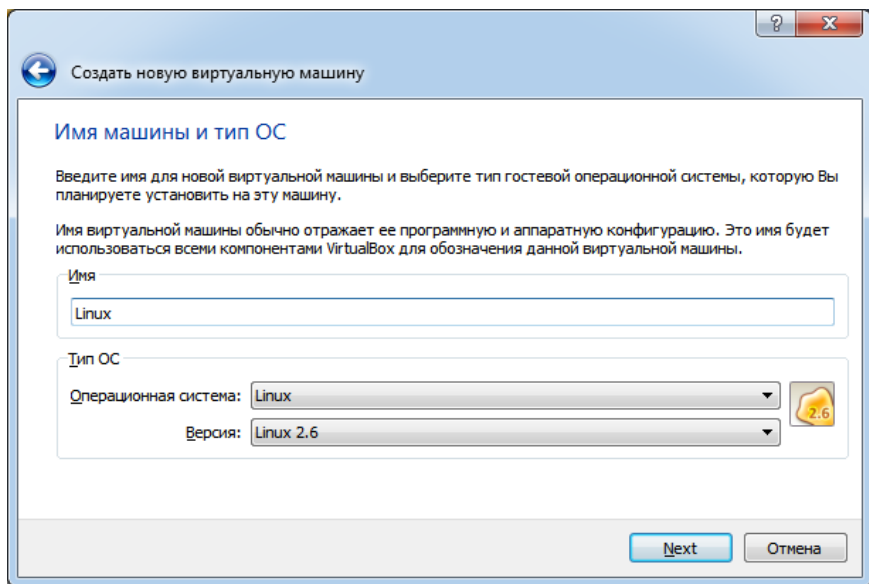 ?
X
Создать новую виртуальную машину
Имя машины и тип ОС
Введите имя для новой виртуальной машины и выберите тип гостевой операционной системы, которую Вы
планируете установить на эту машину.
Имя виртуальной машины обычно отражает ее программную и аппаратную конфигурацию. Это имя будет
использоваться всеми компонентами VirtualBox для обозначения данной виртуальной машины.
Имя
Linux
Тип ОС
Операционная система: Linux
2.6
Версия: Linux 2.6
Next Отмена